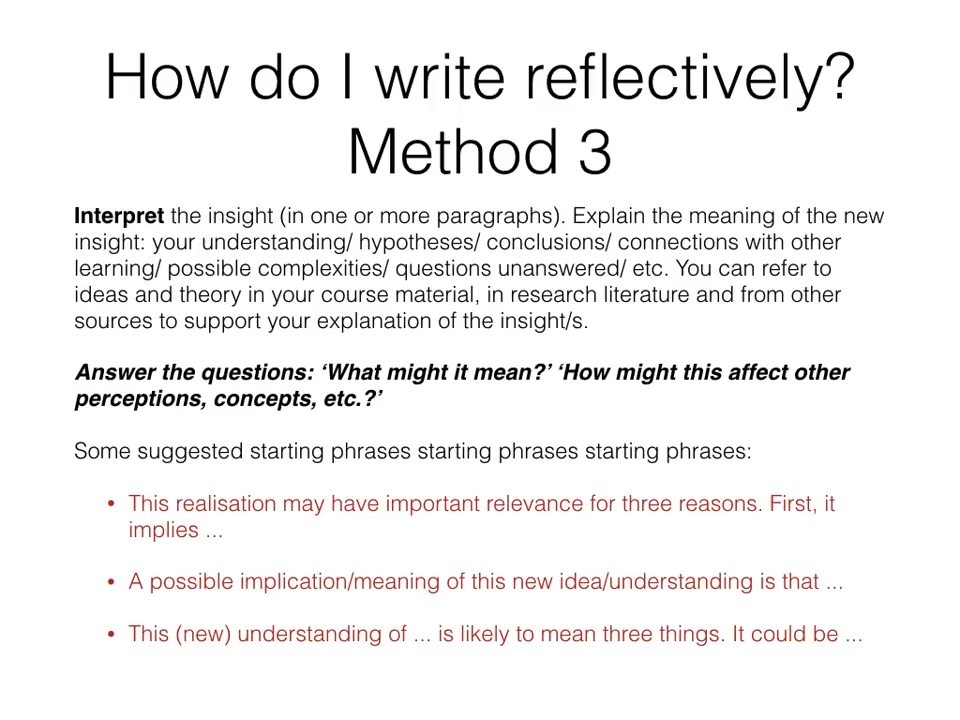 How do I write reflectively?
Method 3
Interpret the insight (in one or more paragraphs). Explain the meaning of the new
insight: your understanding/ hypotheses/ conclusions/ connections with other
learning/ possible complexities/ questions unanswered/ etc. You can refer to
ideas and theory in your course material, in research literature and from other
sources to support your explanation of the insight/s.
Answer the questions: ‘What might it mean?’ ‘How might this affect other
perceptions, concepts, etc.?’
Some suggested starting phrases starting phrases starting phrases:
• This realisation may have important relevance for three reasons. First, it
implies ...
• A possible implication/meaning of this new idea/understanding is that ...
• This (new) understanding of ... is likely to mean three things. It could be ...